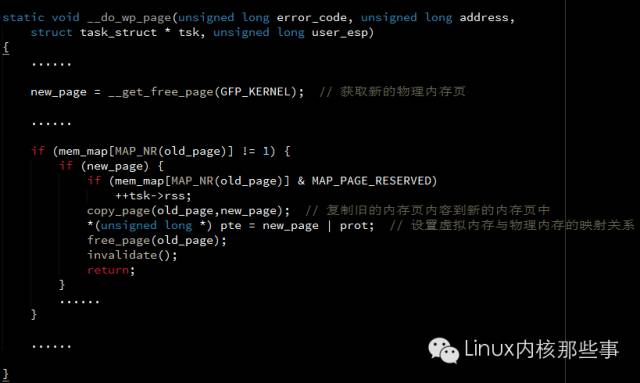 static void __do_wp_page(unsigned long error_code, unsigned long address,
    struct task_struct * tsk, unsigned long user_esp)
{
    ······
    new_page = __get_free_page(GFP_KERNEL);  // 获取新的物理内存页
    ······
    if (mem_map[MAP_NR(old_page)] != 1) {
        if (new_page) {
            if (mem_map[MAP_NR(old_page)] & MAP_PAGE_RESERVED)
                ++tsk->rss;
            copy_page(old_page,new_page);  // 复制旧的内存页内容到新的内存页中
            *(unsigned long *) pte = new_page | prot;  // 设置虚拟内存与物理内存的映射关系
            free_page(old_page);
            invalidate();
            return;
        }
        ······
    }
    ······
}
Linux内核那些事